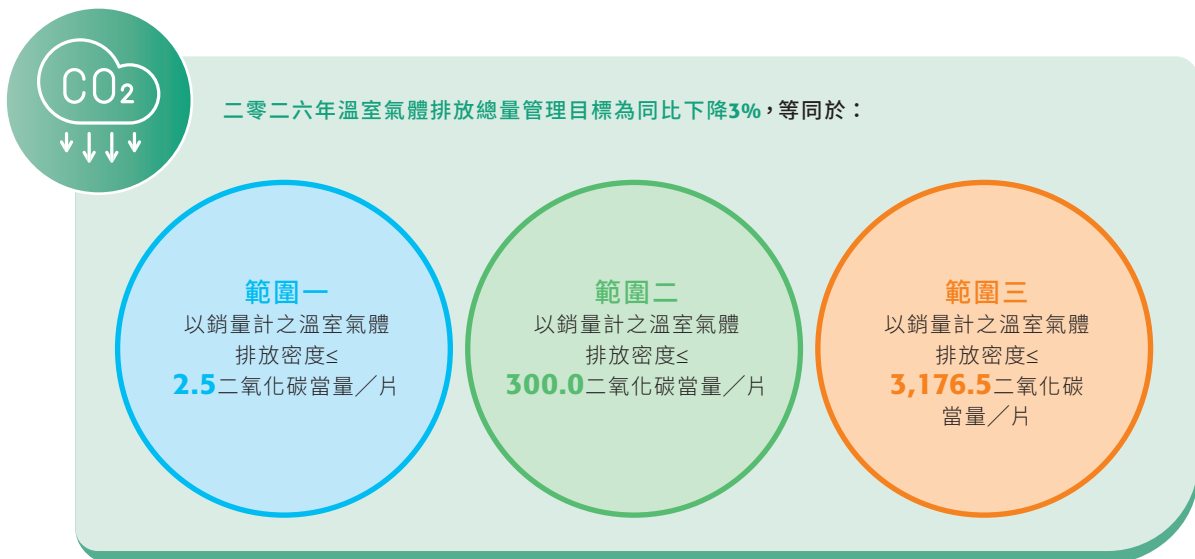 CO₂
二零二六年溫室氣體排放總量管理目標為同比下降3%，等同於：
範圍一
以銷量計之溫室氣體
排放密度≤
2.5二氧化碳當量／片
範圍二
以銷量計之溫室氣體
排放密度≤
300.0二氧化碳當量／片
範圍三
以銷量計之溫室氣體
排放密度≤
3,176.5二氧化碳
當量／片